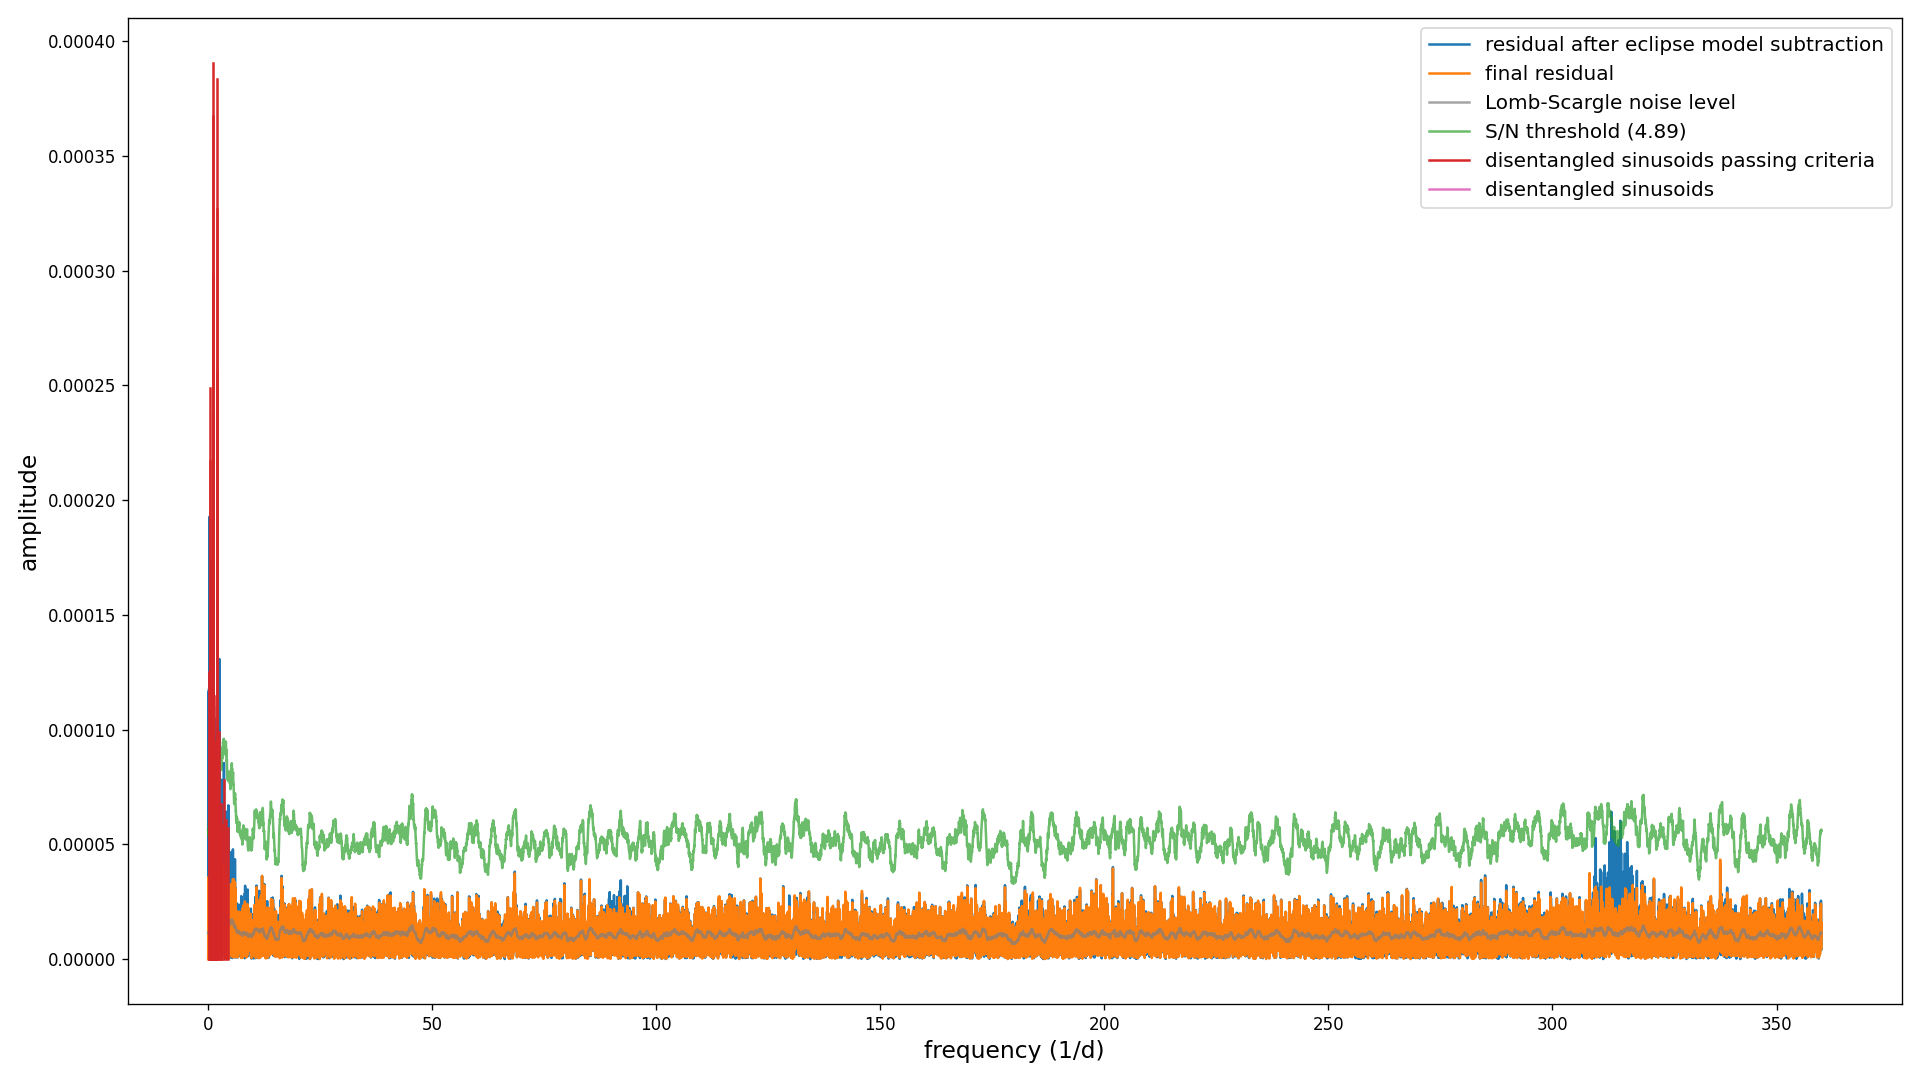 residual after eclipse model subtraction
final residual
Lomb-Scargle noise level
S/N threshold (4.89)
disentangled sinusoids passing criteria
disentangled sinusoids
amplitude
0.00040
0.00035
0.00030
0.00025
0.00020
0.00015
0.00010
0.00005
0.00000
0 50 100 150 200 250 300 350
frequency (1/d)